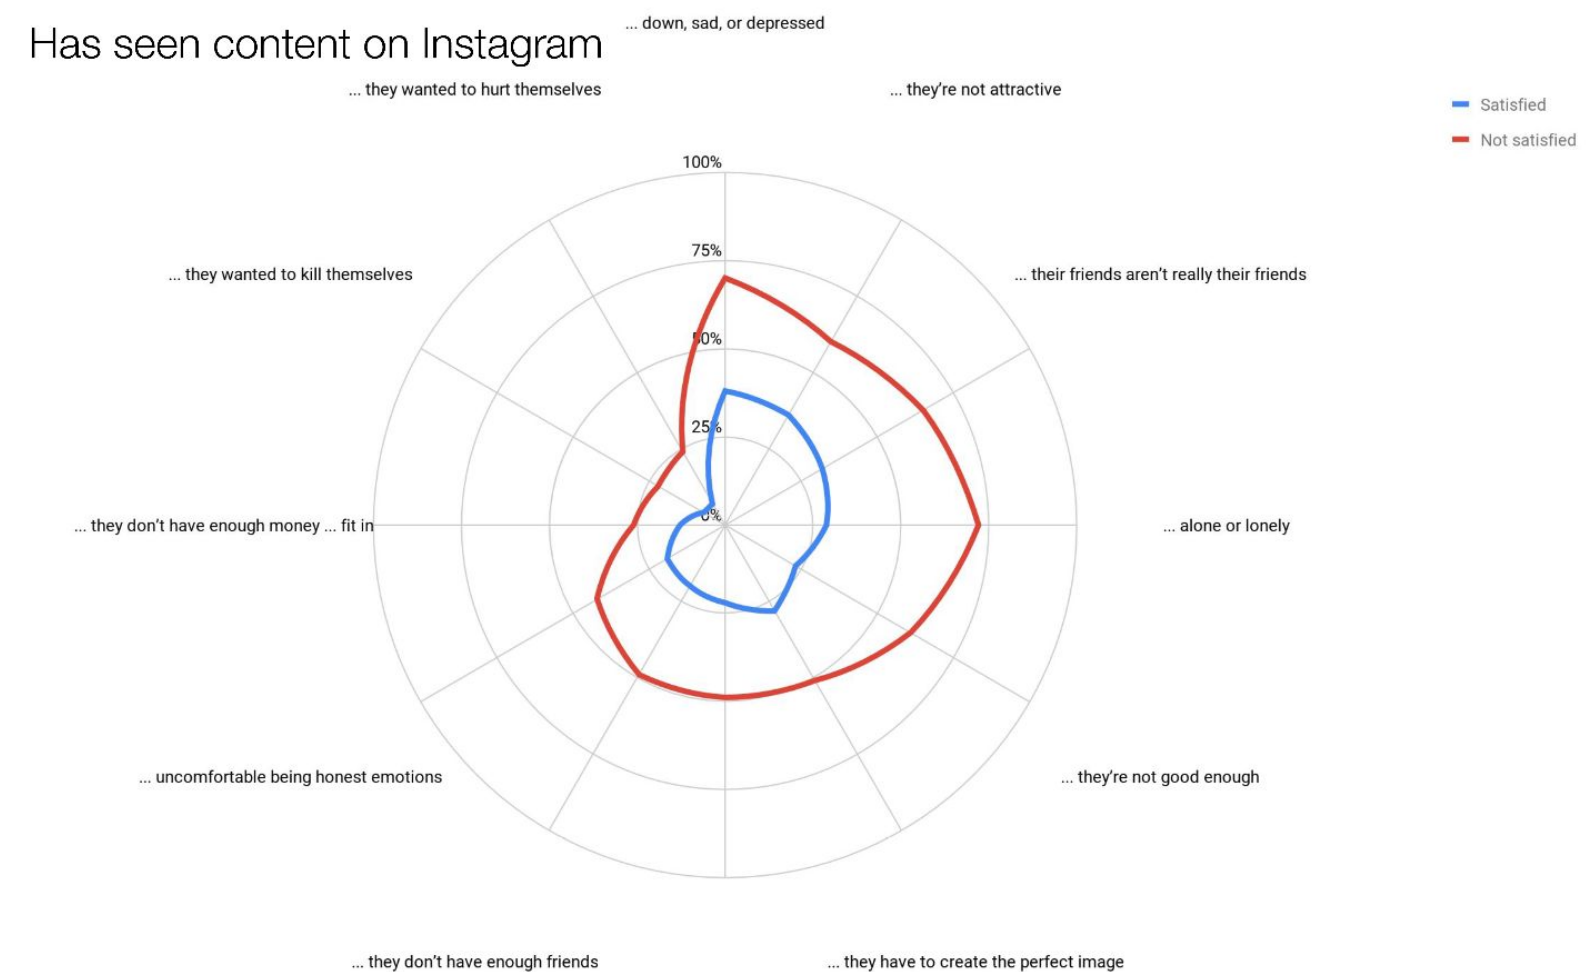 Has seen content on Instagram
... down, sad, or depressed
... they wanted to hurt themselves
... they're not attractive
Satisfied
Not satisfied
100%
75%
50%
25%
0%
... they wanted to kill themselves
... their friends aren't really their friends
... they don't have enough money ... fit in
... alone or lonely
... uncomfortable being honest emotions
... they're not good enough
... they don't have enough friends
... they have to create the perfect image